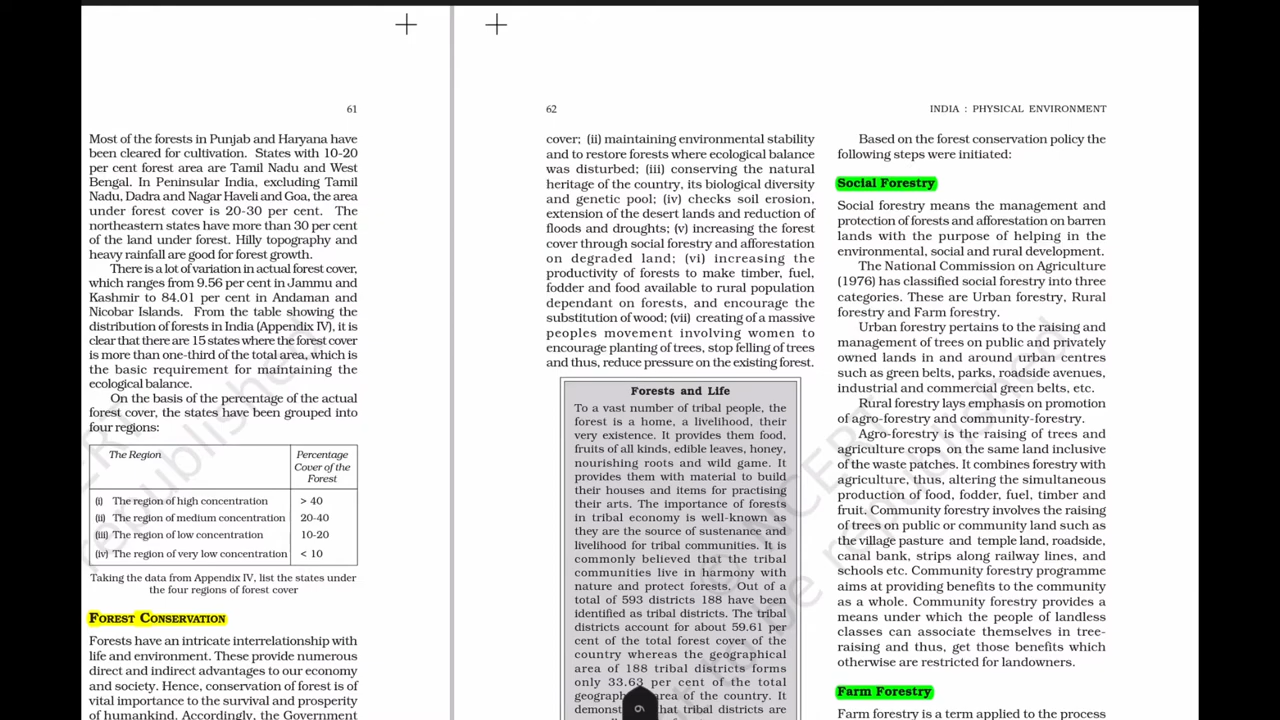 61
Most of the forests in Punjab and Haryana have
been cleared for cultivation. States with 10-20
per cent forest area are Tamil Nadu and West
Bengal. In Peninsular India, excluding Tamil
Nadu, Dadra and Nagar Haveli and Goa, the area
under forest cover is 20-30 per cent. The
northeastern states have more than 30 per cent
of the land under forest. Hilly topography and
heavy rainfall are good for forest growth.
There is a lot of variation in actual forest cover,
which ranges from 9.56 per cent in Jammu and
Kashmir to 84.01 per cent in Andaman and
Nicobar Islands. From the table showing the
distribution of forests in India (Appendix IV), it is
clear that there are 15 states where the forest cover
is more than one-third of the total area, which is
the basic requirement for maintaining the
ecological balance.
On the basis of the percentage of the actual
forest cover, the states have been grouped into
four regions:
The Region Percentage
Cover of the
Forest
(i) The region of high concentration > 40
(ii) The region of medium concentration 20-40
(iii) The region of low concentration 10-20
(iv) The region of very low concentration < 10
Taking the data from Appendix IV, list the states under
the four regions of forest cover
FOREST CONSERVATION
Forests have an intricate interrelationship with
life and environment. These provide numerous
direct and indirect advantages to our economy
and society. Hence, conservation of forest is of
vital importance to the survival and prosperity
of humankind. Accordingly, the Government
62
INDIA : PHYSICAL ENVIRONMENT
cover; (ii) maintaining environmental stability
and to restore forests where ecological balance
was disturbed; (iii) conserving the natural
heritage of the country, its biological diversity
and genetic pool; (iv) checks soil erosion,
extension of the desert lands and reduction of
floods and droughts; (v) increasing the forest
cover through social forestry and afforestation
on degraded land; (vi) increasing the
productivity of forests to make timber, fuel,
fodder and food available to rural population
dependant on forests, and encourage the
substitution of wood; (vii) creating of a massive
peoples movement involving women to
encourage planting of trees, stop felling of trees
and thus, reduce pressure on the existing forest.
Forests and Life
To a vast number of tribal people, the
forest is a home, a livelihood, their
very existence. It provides them food,
fruits of all kinds, edible leaves, honey,
nourishing roots and wild game. It
provides them with material to build
their houses and items for practising
their arts. The importance of forests
in tribal economy is well-known as
they are the source of sustenance and
livelihood for tribal communities. It is
commonly believed that the tribal
communities live in harmony with
nature and protect forests. Out of a
total of 593 districts 188 have been
identified as tribal districts. The tribal
districts account for about 59.61 per
cent of the total forest cover of the
country whereas the geographical
area of 188 tribal districts forms
only 33.63 per cent of the total
geograph area of the country. It
demonst hat tribal districts are
Based on the forest conservation policy the
following steps were initiated:
Social Forestry
Social forestry means the management and
protection of forests and afforestation on barren
lands with the purpose of helping in the
environmental, social and rural development.
The National Commission on Agriculture
(1976) has classified social forestry into three
categories. These are Urban forestry, Rural
forestry and Farm forestry.
Urban forestry pertains to the raising and
management of trees on public and privately
owned lands in and around urban centres
such as green belts, parks, roadside avenues,
industrial and commercial green belts, etc.
Rural forestry lays emphasis on promotion
of agro-forestry and community-forestry.
Agro-forestry is the raising of trees and
agriculture crops on the same land inclusive
of the waste patches. It combines forestry with
agriculture, thus, altering the simultaneous
production of food, fodder, fuel, timber and
fruit. Community forestry involves the raising
of trees on public or community land such as
the village pasture and temple land, roadside,
canal bank, strips along railway lines, and
schools etc. Community forestry programme
aims at providing benefits to the community
as a whole. Community forestry provides a
means under which the people of landless
classes can associate themselves in tree-
raising and thus, get those benefits which
otherwise are restricted for landowners.
Farm Forestry
Farm forestry is a term applied to the process